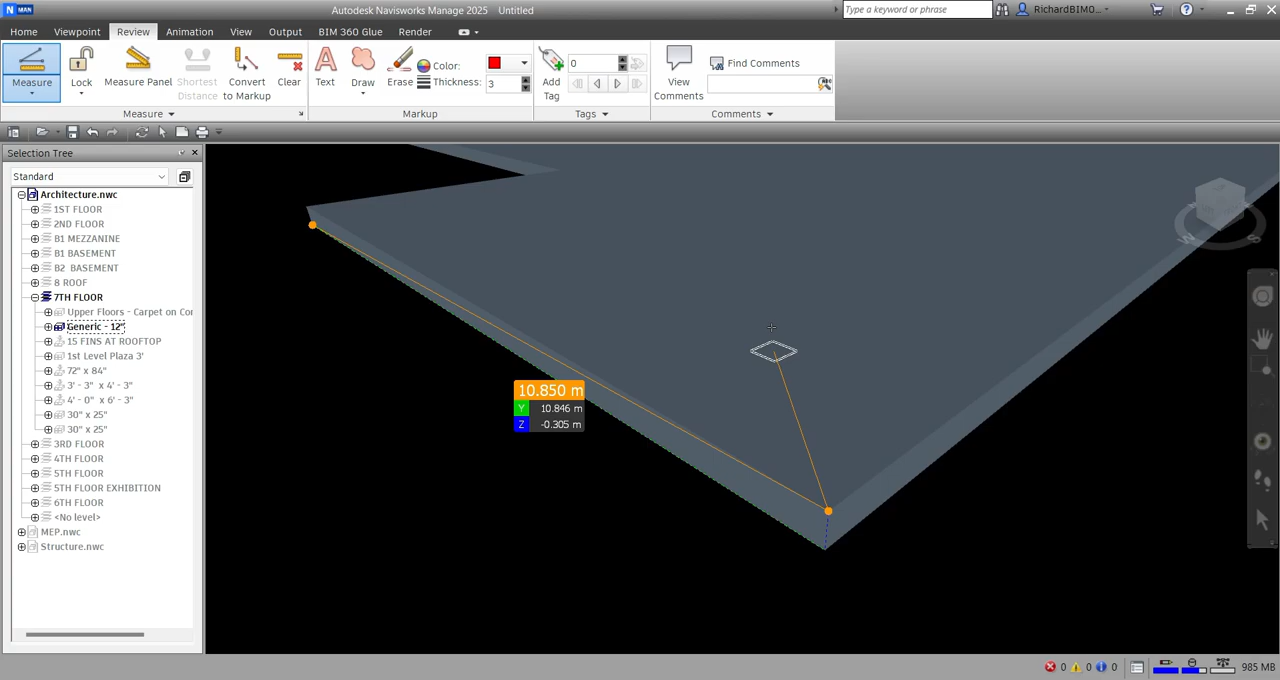 MAN
Autodesk Navisworks Manage 2025 Untitled
Type a keyword or phrase
RichardBIMO...
Home Viewpoint Review Animation View Output BIM 360 Glue Render
Measure
Lock
Measure Panel
Shortest
Distance
Convert
to Markup
Clear
Text
Draw
Erase
Color:
Thickness: 3
Add
Tag
0
View
Comments
Find Comments
Measure
Markup
Tags
Comments
Selection Tree
Standard
Architecture.nwc
1ST FLOOR
2ND FLOOR
B1 MEZZANINE
B1 BASEMENT
B2 BASEMENT
8 ROOF
7TH FLOOR
Upper Floors - Carpet on Cor
Generic - 12"
15 FINS AT ROOFTOP
1st Level Plaza 3'
72" x 84"
3' - 3" x 4' - 3"
4' - 0" x 6' - 3"
30" x 25"
30" x 25"
3RD FLOOR
4TH FLOOR
5TH FLOOR
5TH FLOOR EXHIBITION
6TH FLOOR
<No level>
MEP.nwc
Structure.nwc
10.850 m
Y 10.846 m
Z -0.305 m
W
S
0 0 0
985 MB